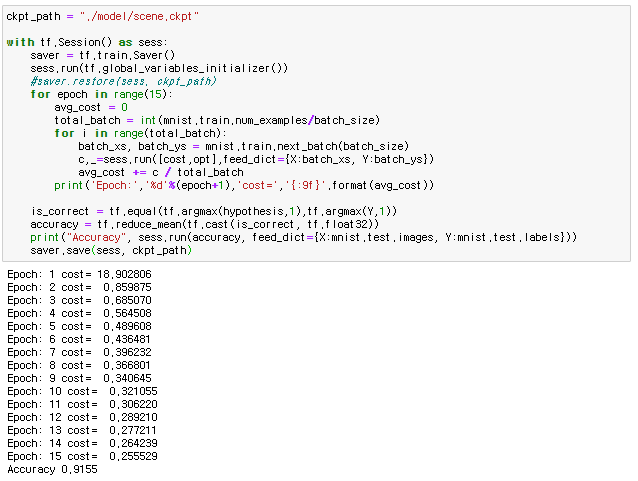 ckpt_path = "./model/scene.ckpt"
with tf.Session() as sess:
    saver = tf.train.Saver()
    sess.run(tf.global_variables_initializer())
    #saver.restore(sess, ckpt_path)
    for epoch in range(15):
        avg_cost = 0
        total_batch = int(mnist.train.num_examples/batch_size)
        for i in range(total_batch):
            batch_xs, batch_ys = mnist.train.next_batch(batch_size)
            c,_=sess.run([cost,opt],feed_dict={X:batch_xs, Y:batch_ys})
            avg_cost += c / total_batch
        print('Epoch:','%d'%(epoch+1),'cost=','{:9f}'.format(avg_cost))
    is_correct = tf.equal(tf.argmax(hypothesis,1),tf.argmax(Y,1))
    accuracy = tf.reduce_mean(tf.cast(is_correct, tf.float32))
    print("Accuracy", sess.run(accuracy, feed_dict={X:mnist.test.images, Y:mnist.test.labels}))
    saver.save(sess, ckpt_path)
Epoch: 1 cost= 18.902806
Epoch: 2 cost=  0.859875
Epoch: 3 cost=  0.685070
Epoch: 4 cost=  0.564508
Epoch: 5 cost=  0.489608
Epoch: 6 cost=  0.436481
Epoch: 7 cost=  0.396232
Epoch: 8 cost=  0.366801
Epoch: 9 cost=  0.340645
Epoch: 10 cost=  0.321055
Epoch: 11 cost=  0.306220
Epoch: 12 cost=  0.289210
Epoch: 13 cost=  0.277211
Epoch: 14 cost=  0.264239
Epoch: 15 cost=  0.255529
Accuracy 0.9155